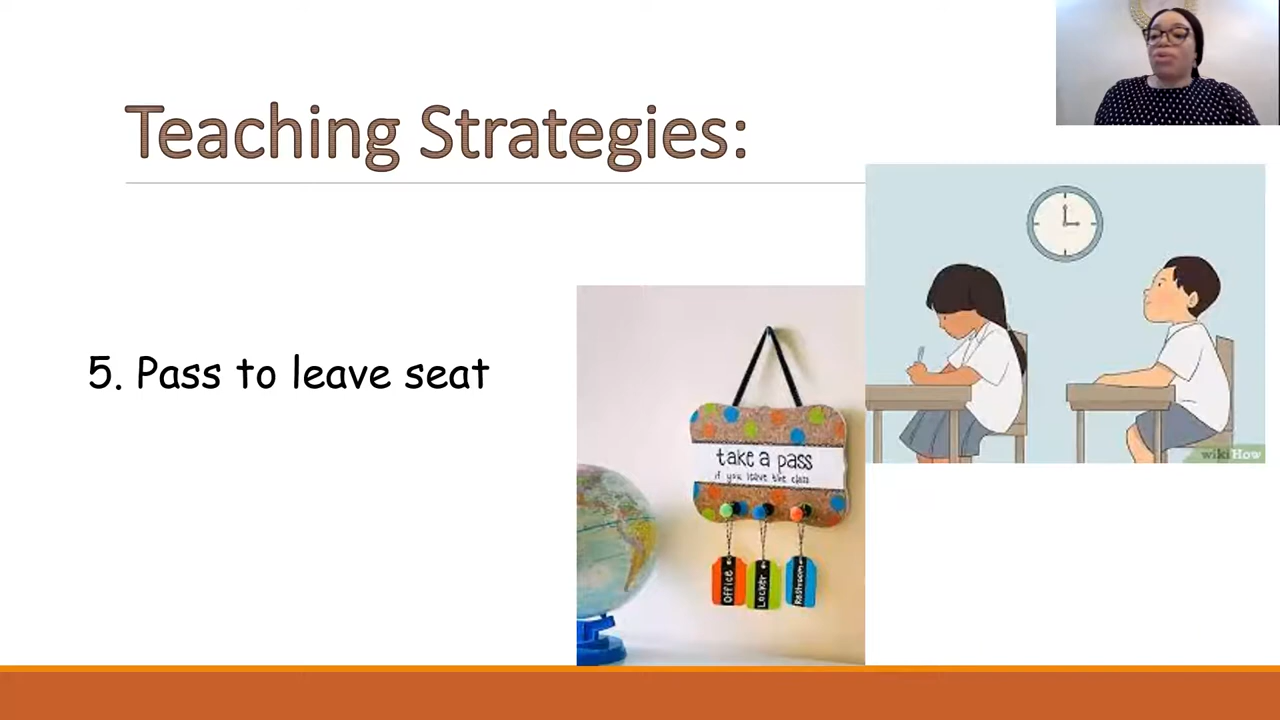 Teaching Strategies:
5. Pass to leave seat
take a pass
if you leave the class
Office
Locker
Restroom
wikiHow